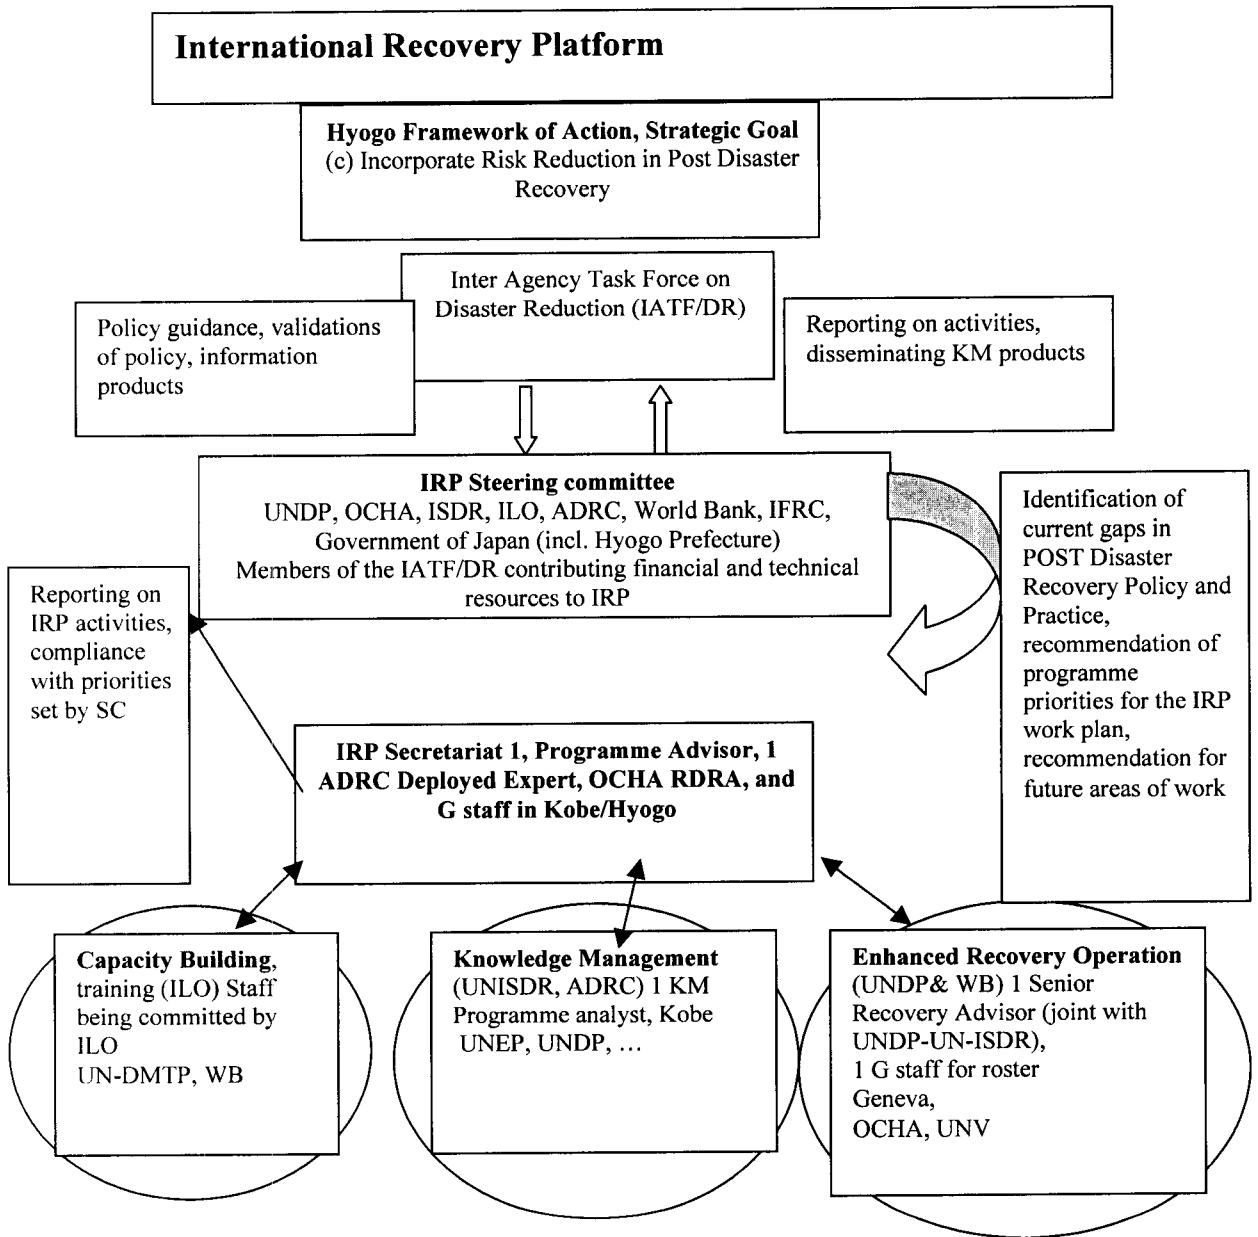 International Recovery Platform
Hyogo Framework of Action, Strategic Goal
(c) Incorporate Risk Reduction in Post Disaster
Recovery
Inter Agency Task Force on
Disaster Reduction (IATF/DR)
Policy guidance, validations
of policy, information
products
Reporting on activities,
disseminating KM products
IRP Steering committee
UNDP, OCHA, ISDR, ILO, ADRC, World Bank, IFRC,
Government of Japan (incl. Hyogo Prefecture)
Members of the IATF/DR contributing financial and technical
resources to IRP
Identification of
current gaps in
POST Disaster
Recovery Policy and
Practice,
recommendation of
programme
priorities for the IRP
work plan,
recommendation for
future areas of work
Reporting on
IRP activities,
compliance
with priorities
set by SC
IRP Secretariat 1, Programme Advisor, 1
ADRC Deployed Expert, OCHA RDRA, and
G staff in Kobe/Hyogo
Capacity Building,
training (ILO) Staff
being committed by
ILO
UN-DMTP, WB
Knowledge Management
(UNISDR, ADRC) 1 KM
Programme analyst, Kobe
UNEP, UNDP, …
Enhanced Recovery Operation
(UNDP& WB) 1 Senior
Recovery Advisor (joint with
UNDP-UN-ISDR),
1 G staff for roster
Geneva,
OCHA, UNV